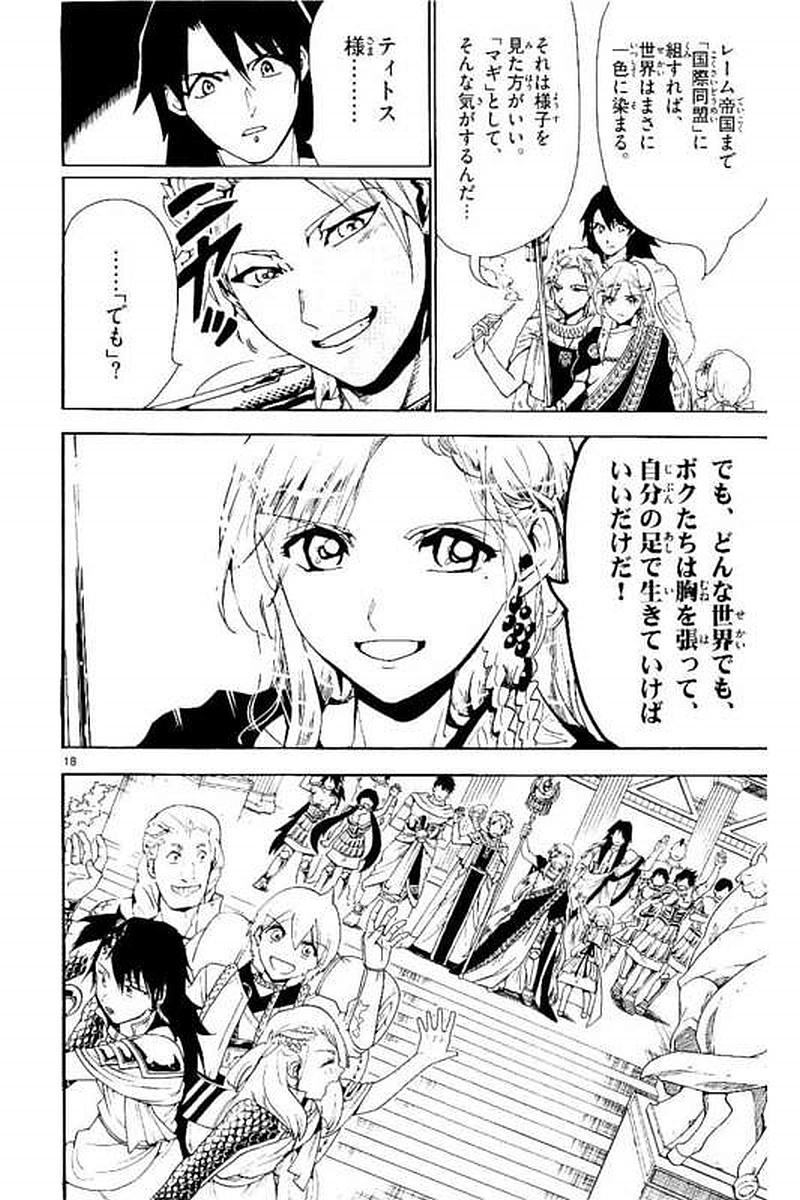 レーム帝国まで
「国際同盟」に
組すれば、
世界はまさに
一色に染まる。
それは様子を
見た方がいい。
「マギ」として、
そんな気がするんだ…
ティトス
様………
ニヤッ
……「でも」?
でも、どんな世界でも、
ボクたちは胸を張って、
自分の足で生きていけば
いいだけだ!
18